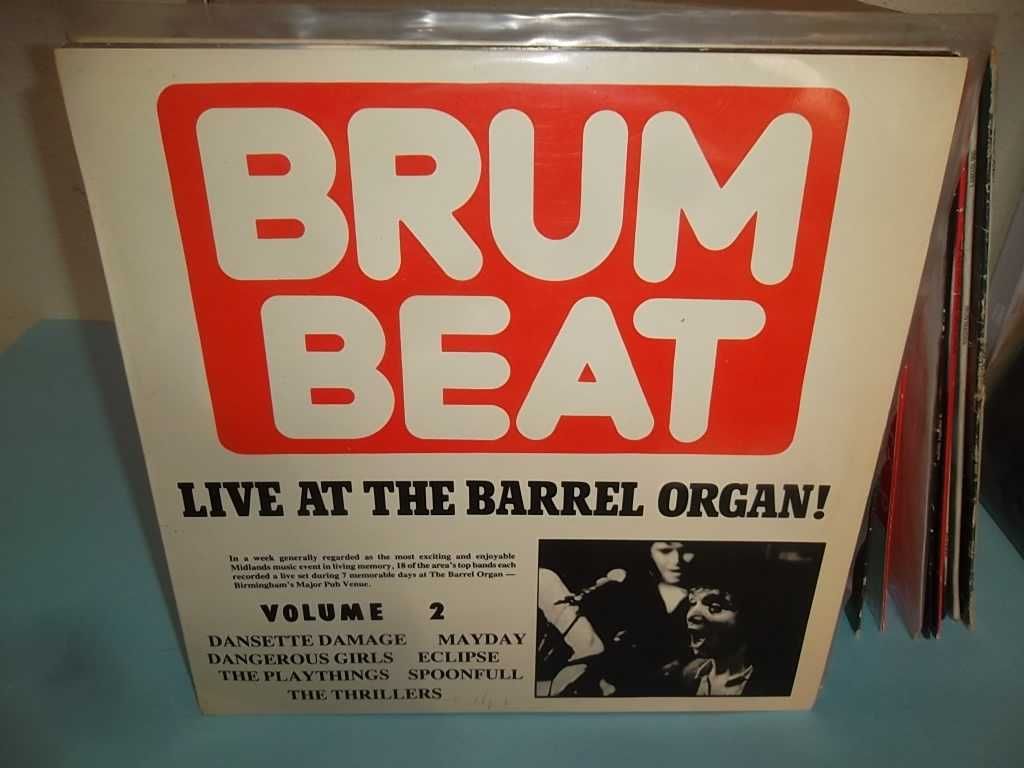 BRUM
BEAT
LIVE AT THE BARREL ORGAN!
In a week generally regarded as the most exciting and enjoyable
Midlands music event in living memory, 18 of the area's top bands each
recorded a live set during 7 memorable days at The Barrel Organ —
Birmingham's Major Pub Venue.
VOLUME 2
DANSETTE DAMAGE MAYDAY
DANGEROUS GIRLS ECLIPSE
THE PLAYTHINGS SPOONFULL
THE THRILLERS